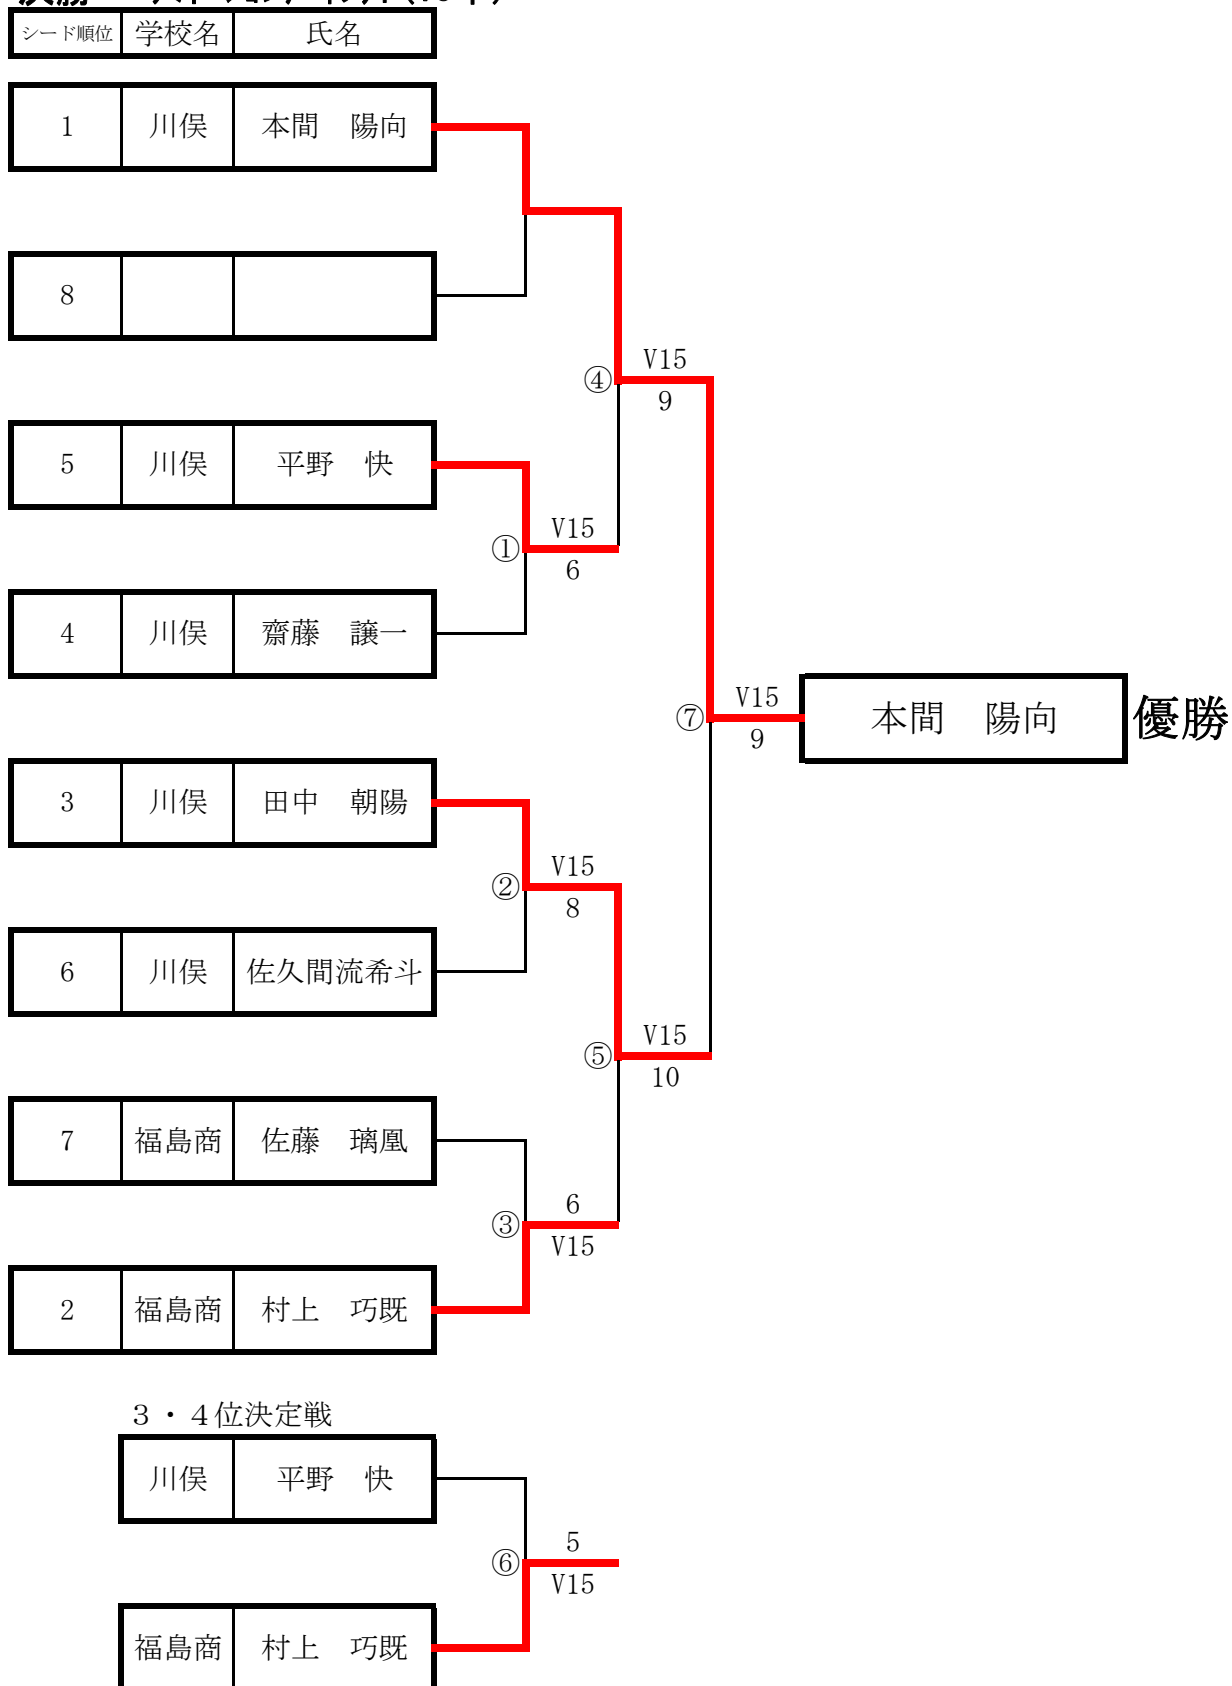 シード順位 学校名 氏名
1 川俣 本間 陽向
8
V15
④
9
5 川俣 平野 快
V15
①
6
4 川俣 齋藤 譲一
V15
⑦ 本間 陽向 優勝
9
3 川俣 田中 朝陽
V15
②
8
6 川俣 佐久間流希斗
V15
⑤
10
7 福島商 佐藤 璃凰
6
③
V15
2 福島商 村上 巧既
3・4位決定戦
川俣 平野 快
5
⑥
V15
福島商 村上 巧既